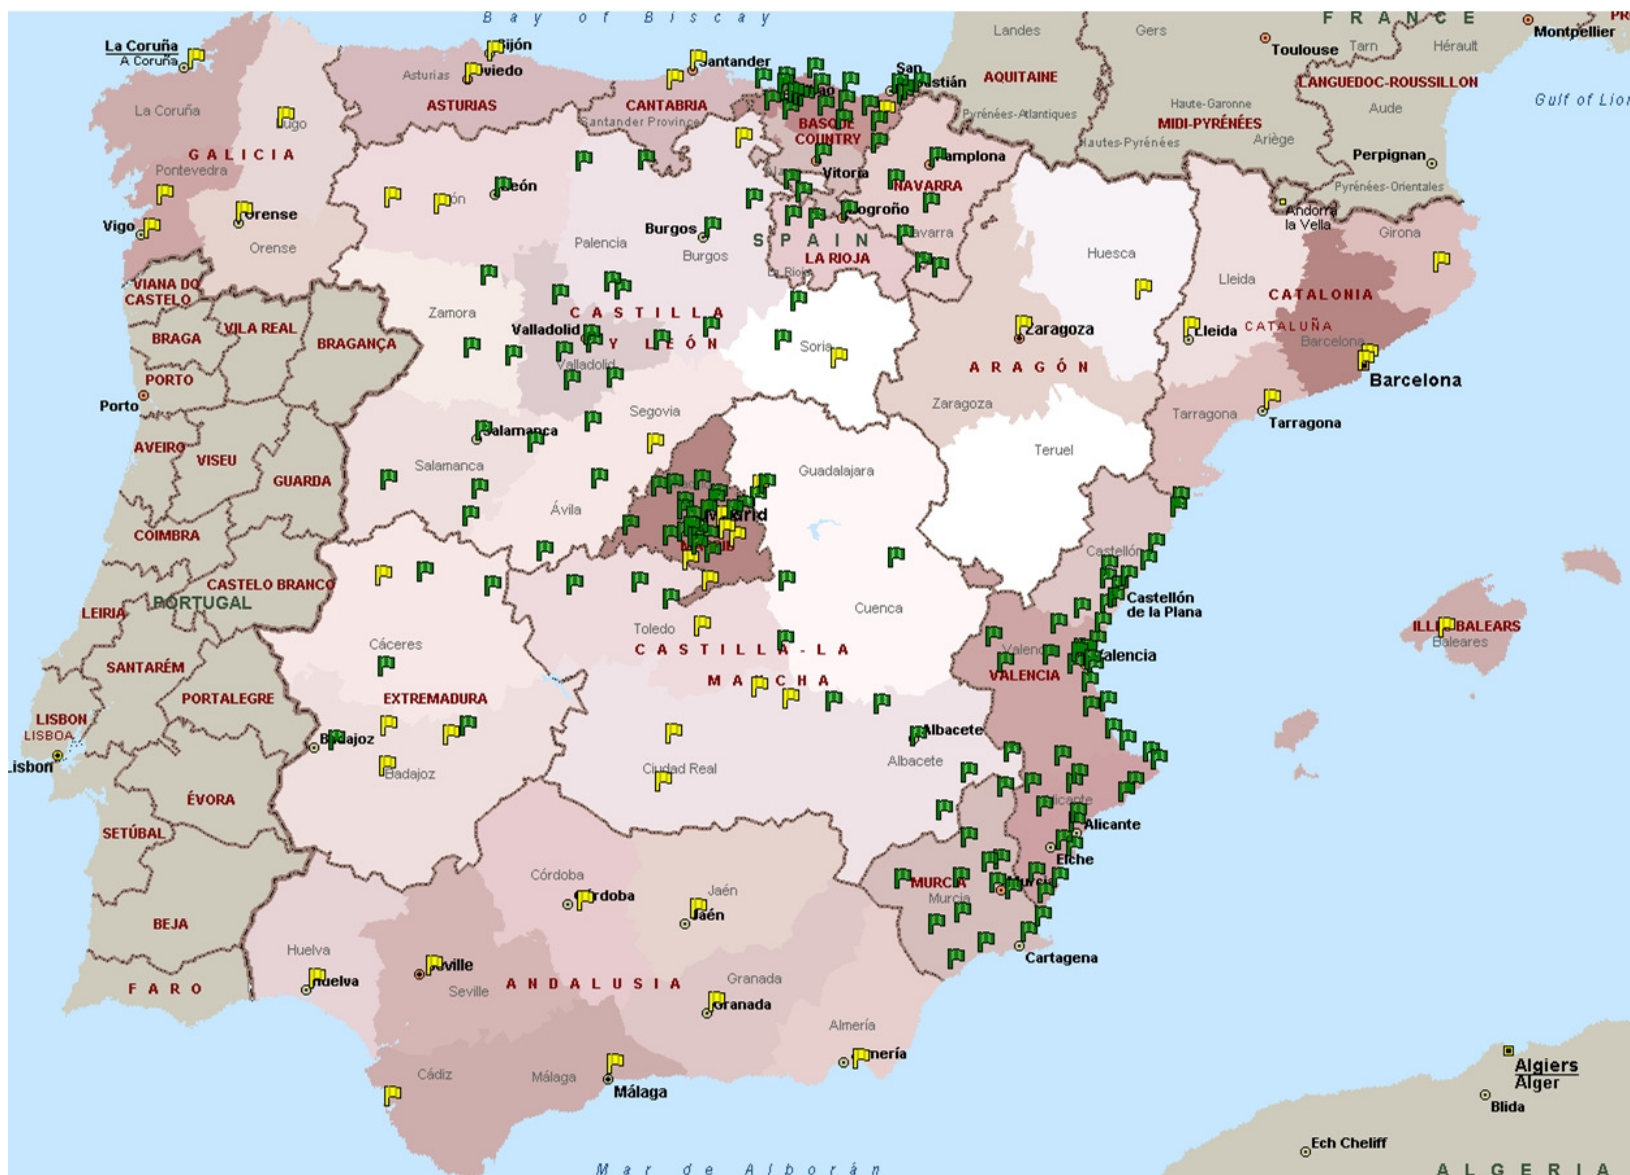 Bay of Biscay
FRANCE
PR
Montpellier
Landes
Gers
Toulouse
Tarn
Hérault
La Coruña
A Coruña
Gijón
Oviedo
Asturias
ASTURIAS
Santander
CANTABRIA
Santander Province
San
AQUITAINE
Pyrénées-Atlantiques
LANGUEDOC-ROUSSILLON
Aude
Haute-Garonne
MIDI-PYRÉNÉES
Hautes-Pyrénées
Ariège
Gulf of Lion
Perpignan
Pyrénées-Orientales
La Coruña
Lugo
GALICIA
Pontevedra
BASQUE
COUNTRY
Vitoria
Pamplona
NAVARRA
Navarra
León
Andorra
la Vella
Girona
Vigo
Orense
Orense
Burgos
Palencia
Burgos
SPAIN
Logroño
LA RIOJA
La Rioja
Huesca
Lleida
CATALONIA
CATALUÑA
Barcelona
VIANA DO
CASTELO
BRAGA
VILA REAL
BRAGANÇA
Zamora
CASTILLA
Y LEÓN
Valladolid
Valladolid
Soria
Zaragoza
Lleida
ARAGÓN
Barcelona
PORTO
Porto
Zaragoza
Tarragona
Tarragona
AVEIRO
VISEU
GUARDA
Salamanca
Salamanca
Segovia
Guadalajara
Teruel
Ávila
Madrid
COIMBRA
CASTELO BRANCO
PORTUGAL
LEIRIA
Castellón
Castellón
de la Plana
Cuenca
Toledo
Cáceres
CASTILLA-LA
MANCHA
Valencia
VALENCIA
ILLES BALEARS
Baleares
SANTARÉM
PORTALEGRE
EXTREMADURA
LISBON
LISBOA
Lisbon
Badajoz
Badajoz
Ciudad Real
Albacete
Albacete
ÉVORA
SETÚBAL
Alicante
Alicante
Elche
Córdoba
Córdoba
Jaén
Jaén
MURCIA
Murcia
Murcia
BEJA
Huelva
Huelva
Seville
Seville
ANDALUSIA
Granada
Granada
Cartagena
FARO
Almería
Almería
Cádiz
Málaga
Málaga
Algiers
Alger
Blida
Ech Cheliff
Mar de Alborán
ALGERIA